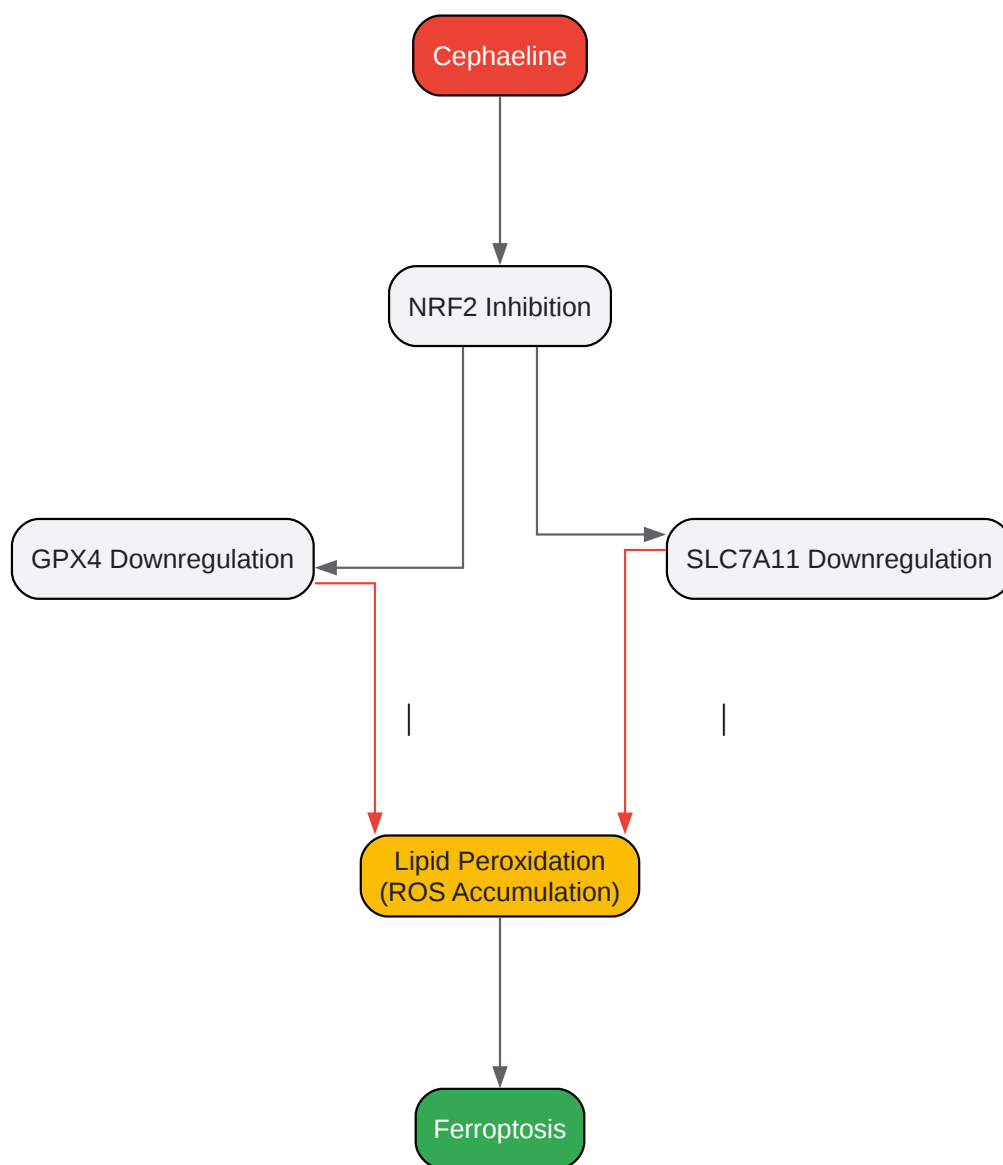 Cephaeline
NRF2 Inhibition
GPX4 Downregulation
SLC7A11 Downregulation
|
|
Lipid Peroxidation
(ROS Accumulation)
Ferroptosis